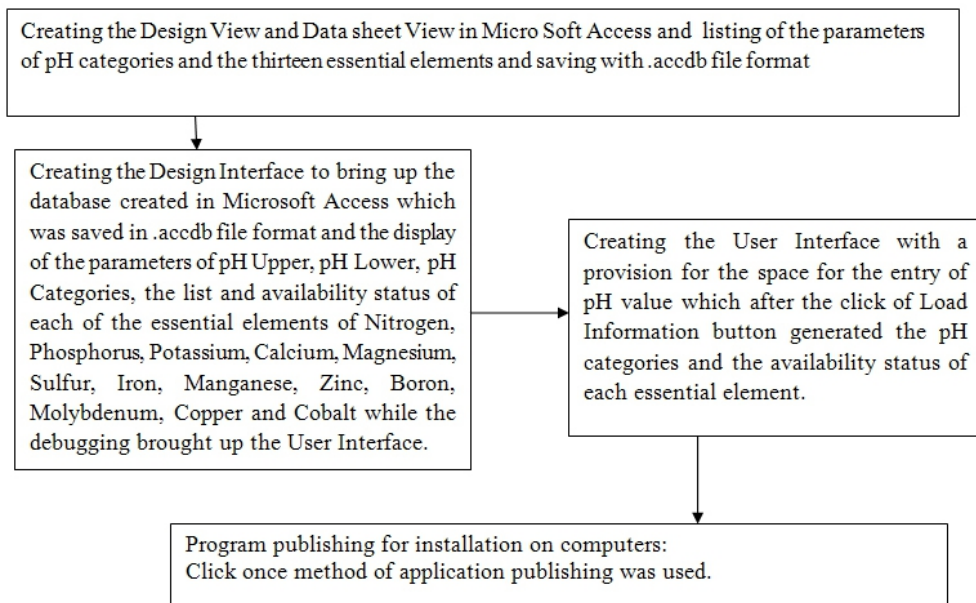 Creating the Design View and Data sheet View in Micro Soft Access and listing of the parameters
of pH categories and the thirteen essential elements and saving with .accdb file format
Creating the Design Interface to bring up the
database created in Microsoft Access which
was saved in .accdb file format and the display
of the parameters of pH Upper, pH Lower, pH
Categories, the list and availability status of
each of the essential elements of Nitrogen,
Phosphorus, Potassium, Calcium, Magnesium,
Sulfur, Iron, Manganese, Zinc, Boron,
Molybdenum, Copper and Cobalt while the
debugging brought up the User Interface.
Creating the User Interface with a
provision for the space for the entry of
pH value which after the click of Load
Information button generated the pH
categories and the availability status of
each essential element.
Program publishing for installation on computers:
Click once method of application publishing was used.